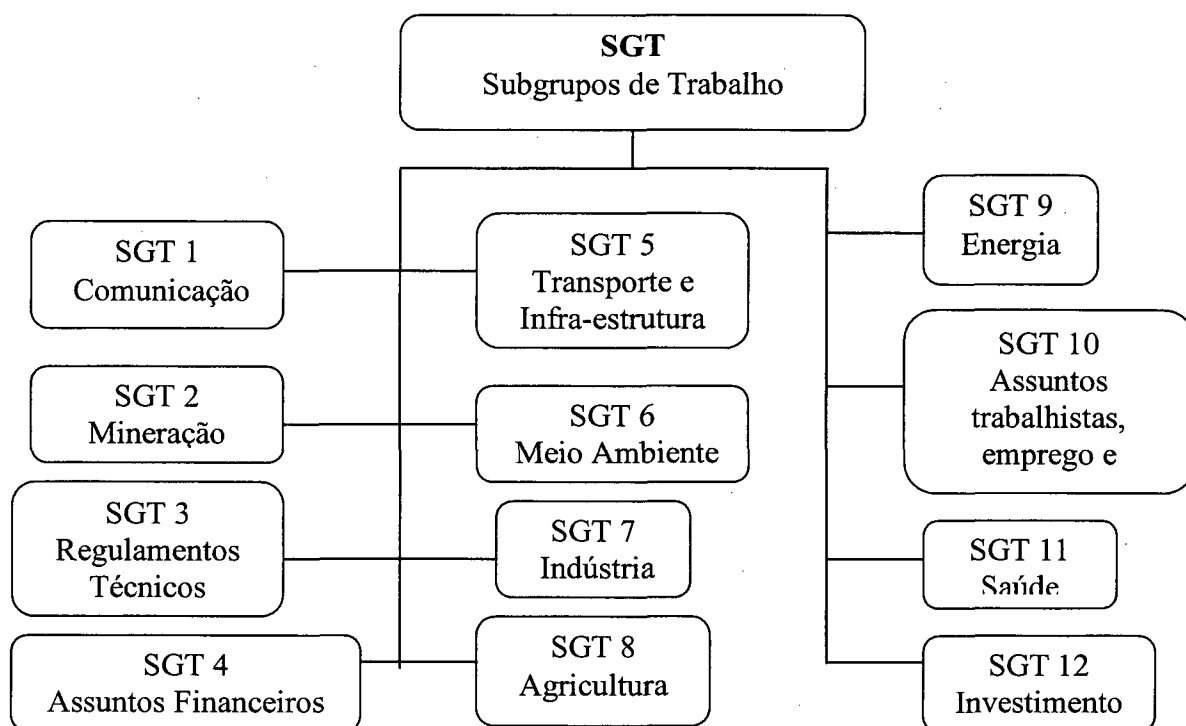 SGT
Subgrupos de Trabalho
SGT 1
Comunicação
SGT 2
Mineração
SGT 3
Regulamentos
Técnicos
SGT 4
Assuntos Financeiros
SGT 5
Transporte e
Infra-estrutura
SGT 6
Meio Ambiente
SGT 7
Indústria
SGT 8
Agricultura
SGT 9
Energia
SGT 10
Assuntos
trabalhistas,
emprego e
SGT 11
Saúde
SGT 12
Investimento